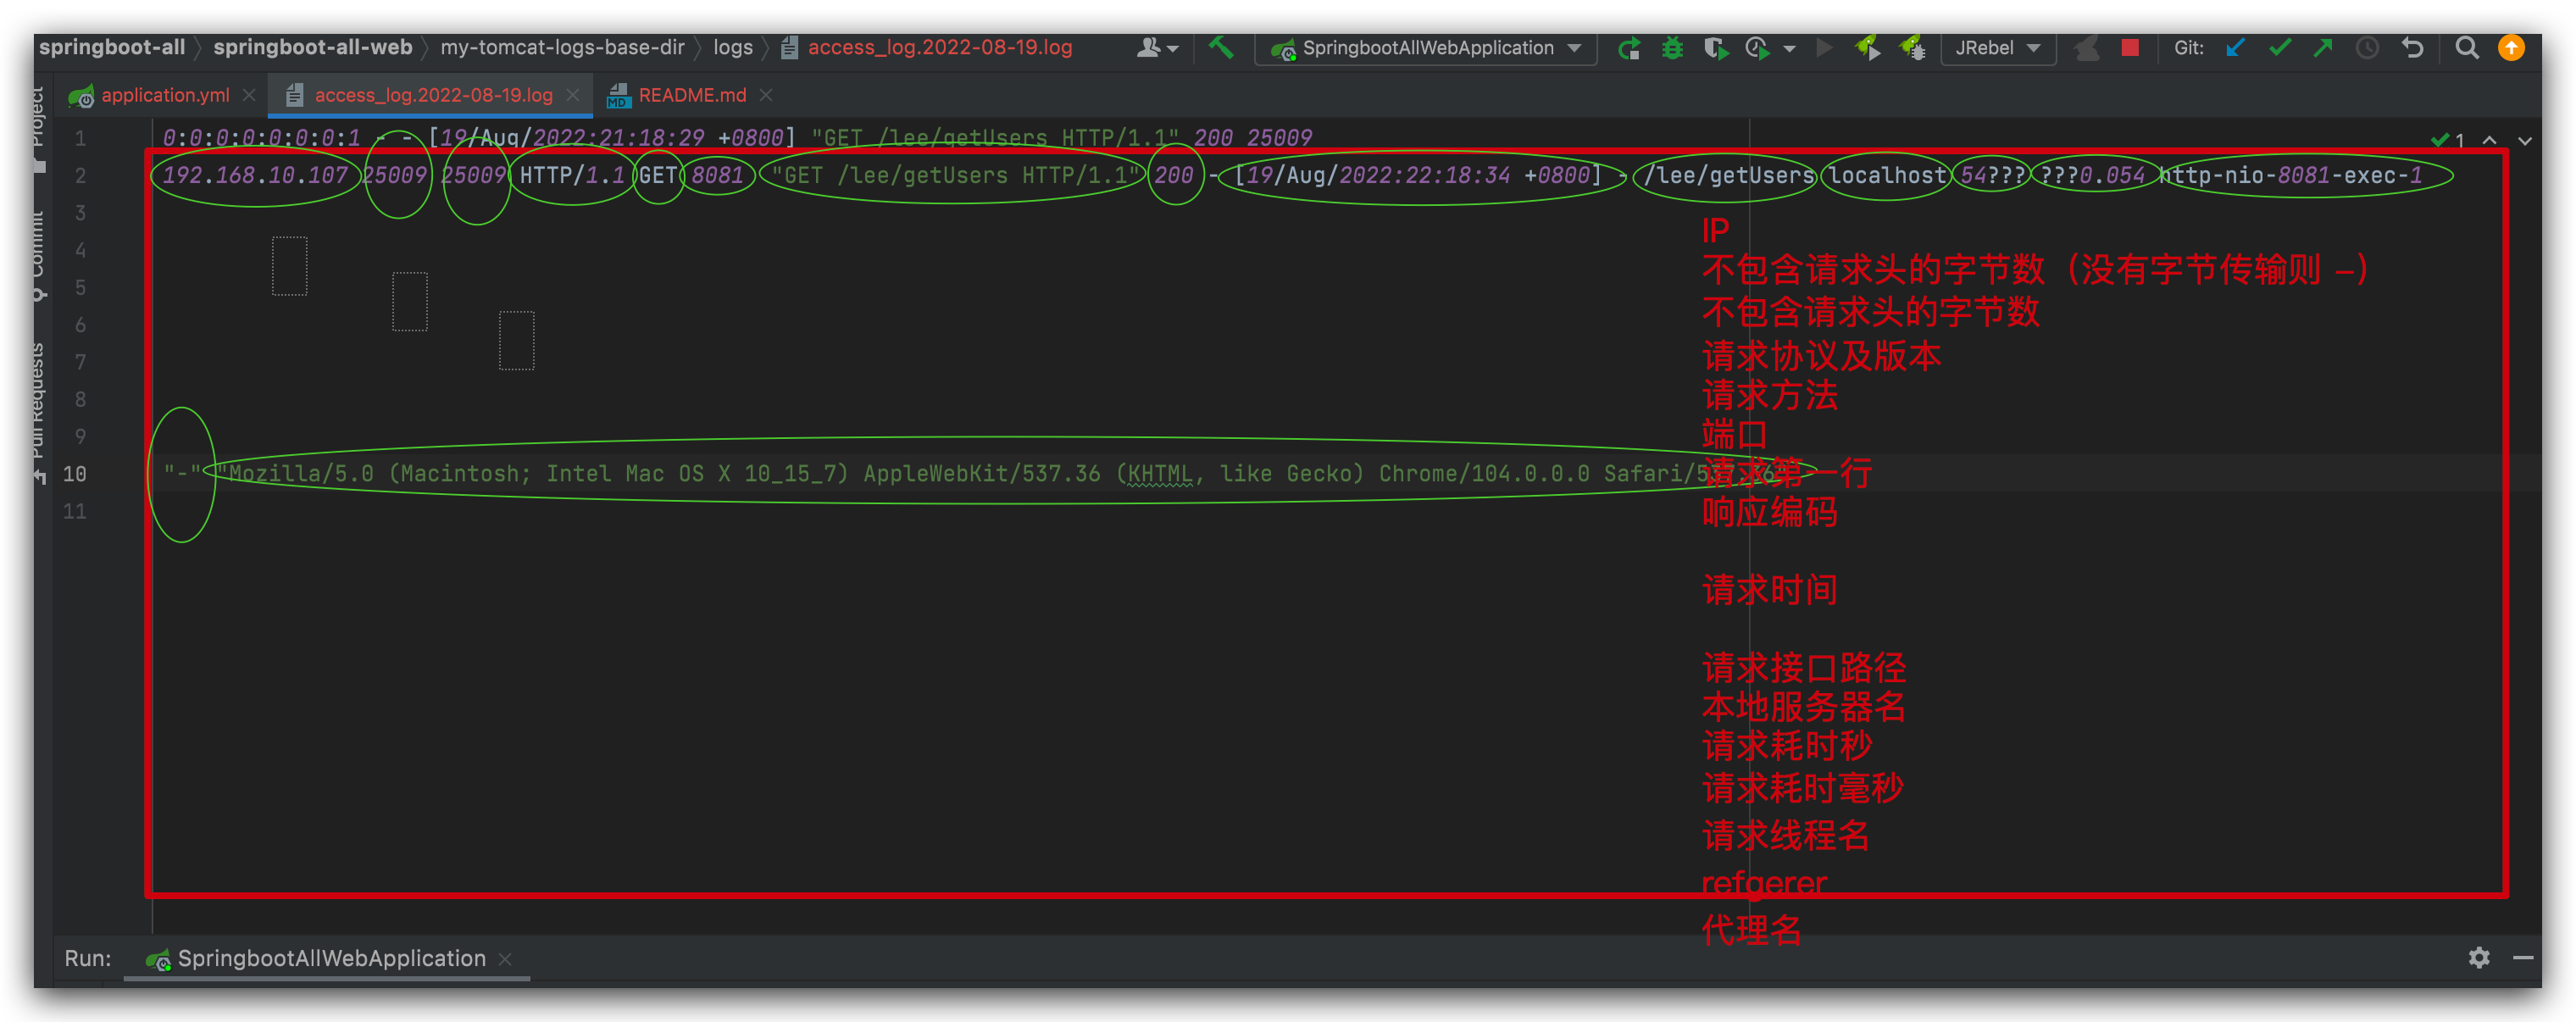 springboot-all springboot-all-web my-tomcat-logs-base-dir logs access_log.2022-08-19.log SpringbootAllWebApplication JRebel Git:
application.yml access_log.2022-08-19.log README.md
Project
Commit
Pull Requests
1 0:0:0:0:0:0:0:1 - - [19/Aug/2022:21:18:29 +0800] "GET /lee/getUsers HTTP/1.1" 200 25009
1
2 192.168.10.107 25009 25009 HTTP/1.1 GET 8081 "GET /lee/getUsers HTTP/1.1" 200 - [19/Aug/2022:22:18:34 +0800] - /lee/getUsers localhost 54??? ???0.054 http-nio-8081-exec-1
3
IP
4
不包含请求头的字节数（没有字节传输则 –）
5
不包含请求头的字节数
6
请求协议及版本
7
请求方法
8
端口
9
10 "-" "Mozilla/5.0 (Macintosh; Intel Mac OS X 10_15_7) AppleWebKit/537.36 (KHTML, like Gecko) Chrome/104.0.0.0 Safari/537.36"
请求第一行
11
响应编码
请求时间
请求接口路径
本地服务器名
请求耗时秒
请求耗时毫秒
请求线程名
refgerer
代理名
Run: SpringbootAllWebApplication